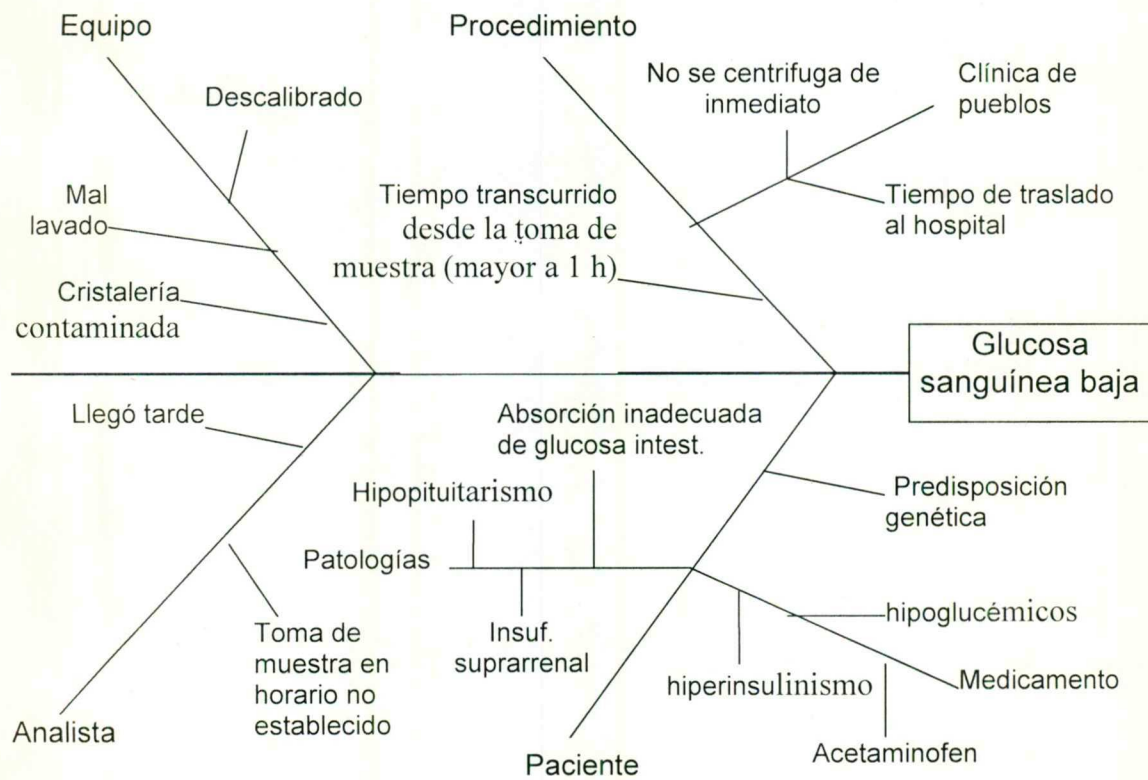 Equipo
Procedimiento
Descalibrado
No se centrifuga de
inmediato
Clínica de
pueblos
Mal
lavado
Tiempo transcurrido
desde la toma de
muestra (mayor a 1 h)
Tiempo de traslado
al hospital
Cristalería
contaminada
Glucosa
sanguínea baja
Llegó tarde
Absorción inadecuada
de glucosa intest.
Hipopituitarismo
Predisposición
genética
Patologías
Toma de
muestra en
horario no
establecido
Insuf.
suprarrenal
hipoglucémicos
hiperinsulinismo
Medicamento
Analista
Acetaminofen
Paciente